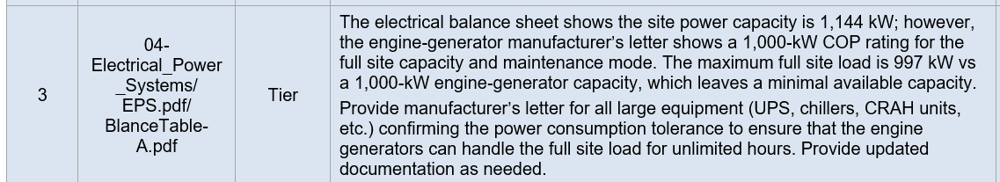 3
04-
Electrical_Power
_Systems/
EPS.pdf/
BlanceTable-
A.pdf
Tier
The electrical balance sheet shows the site power capacity is 1,144 kW; however,
the engine-generator manufacturer’s letter shows a 1,000-kW COP rating for the
full site capacity and maintenance mode. The maximum full site load is 997 kW vs
a 1,000-kW engine-generator capacity, which leaves a minimal available capacity.
Provide manufacturer’s letter for all large equipment (UPS, chillers, CRAH units,
etc.) confirming the power consumption tolerance to ensure that the engine
generators can handle the full site load for unlimited hours. Provide updated
documentation as needed.